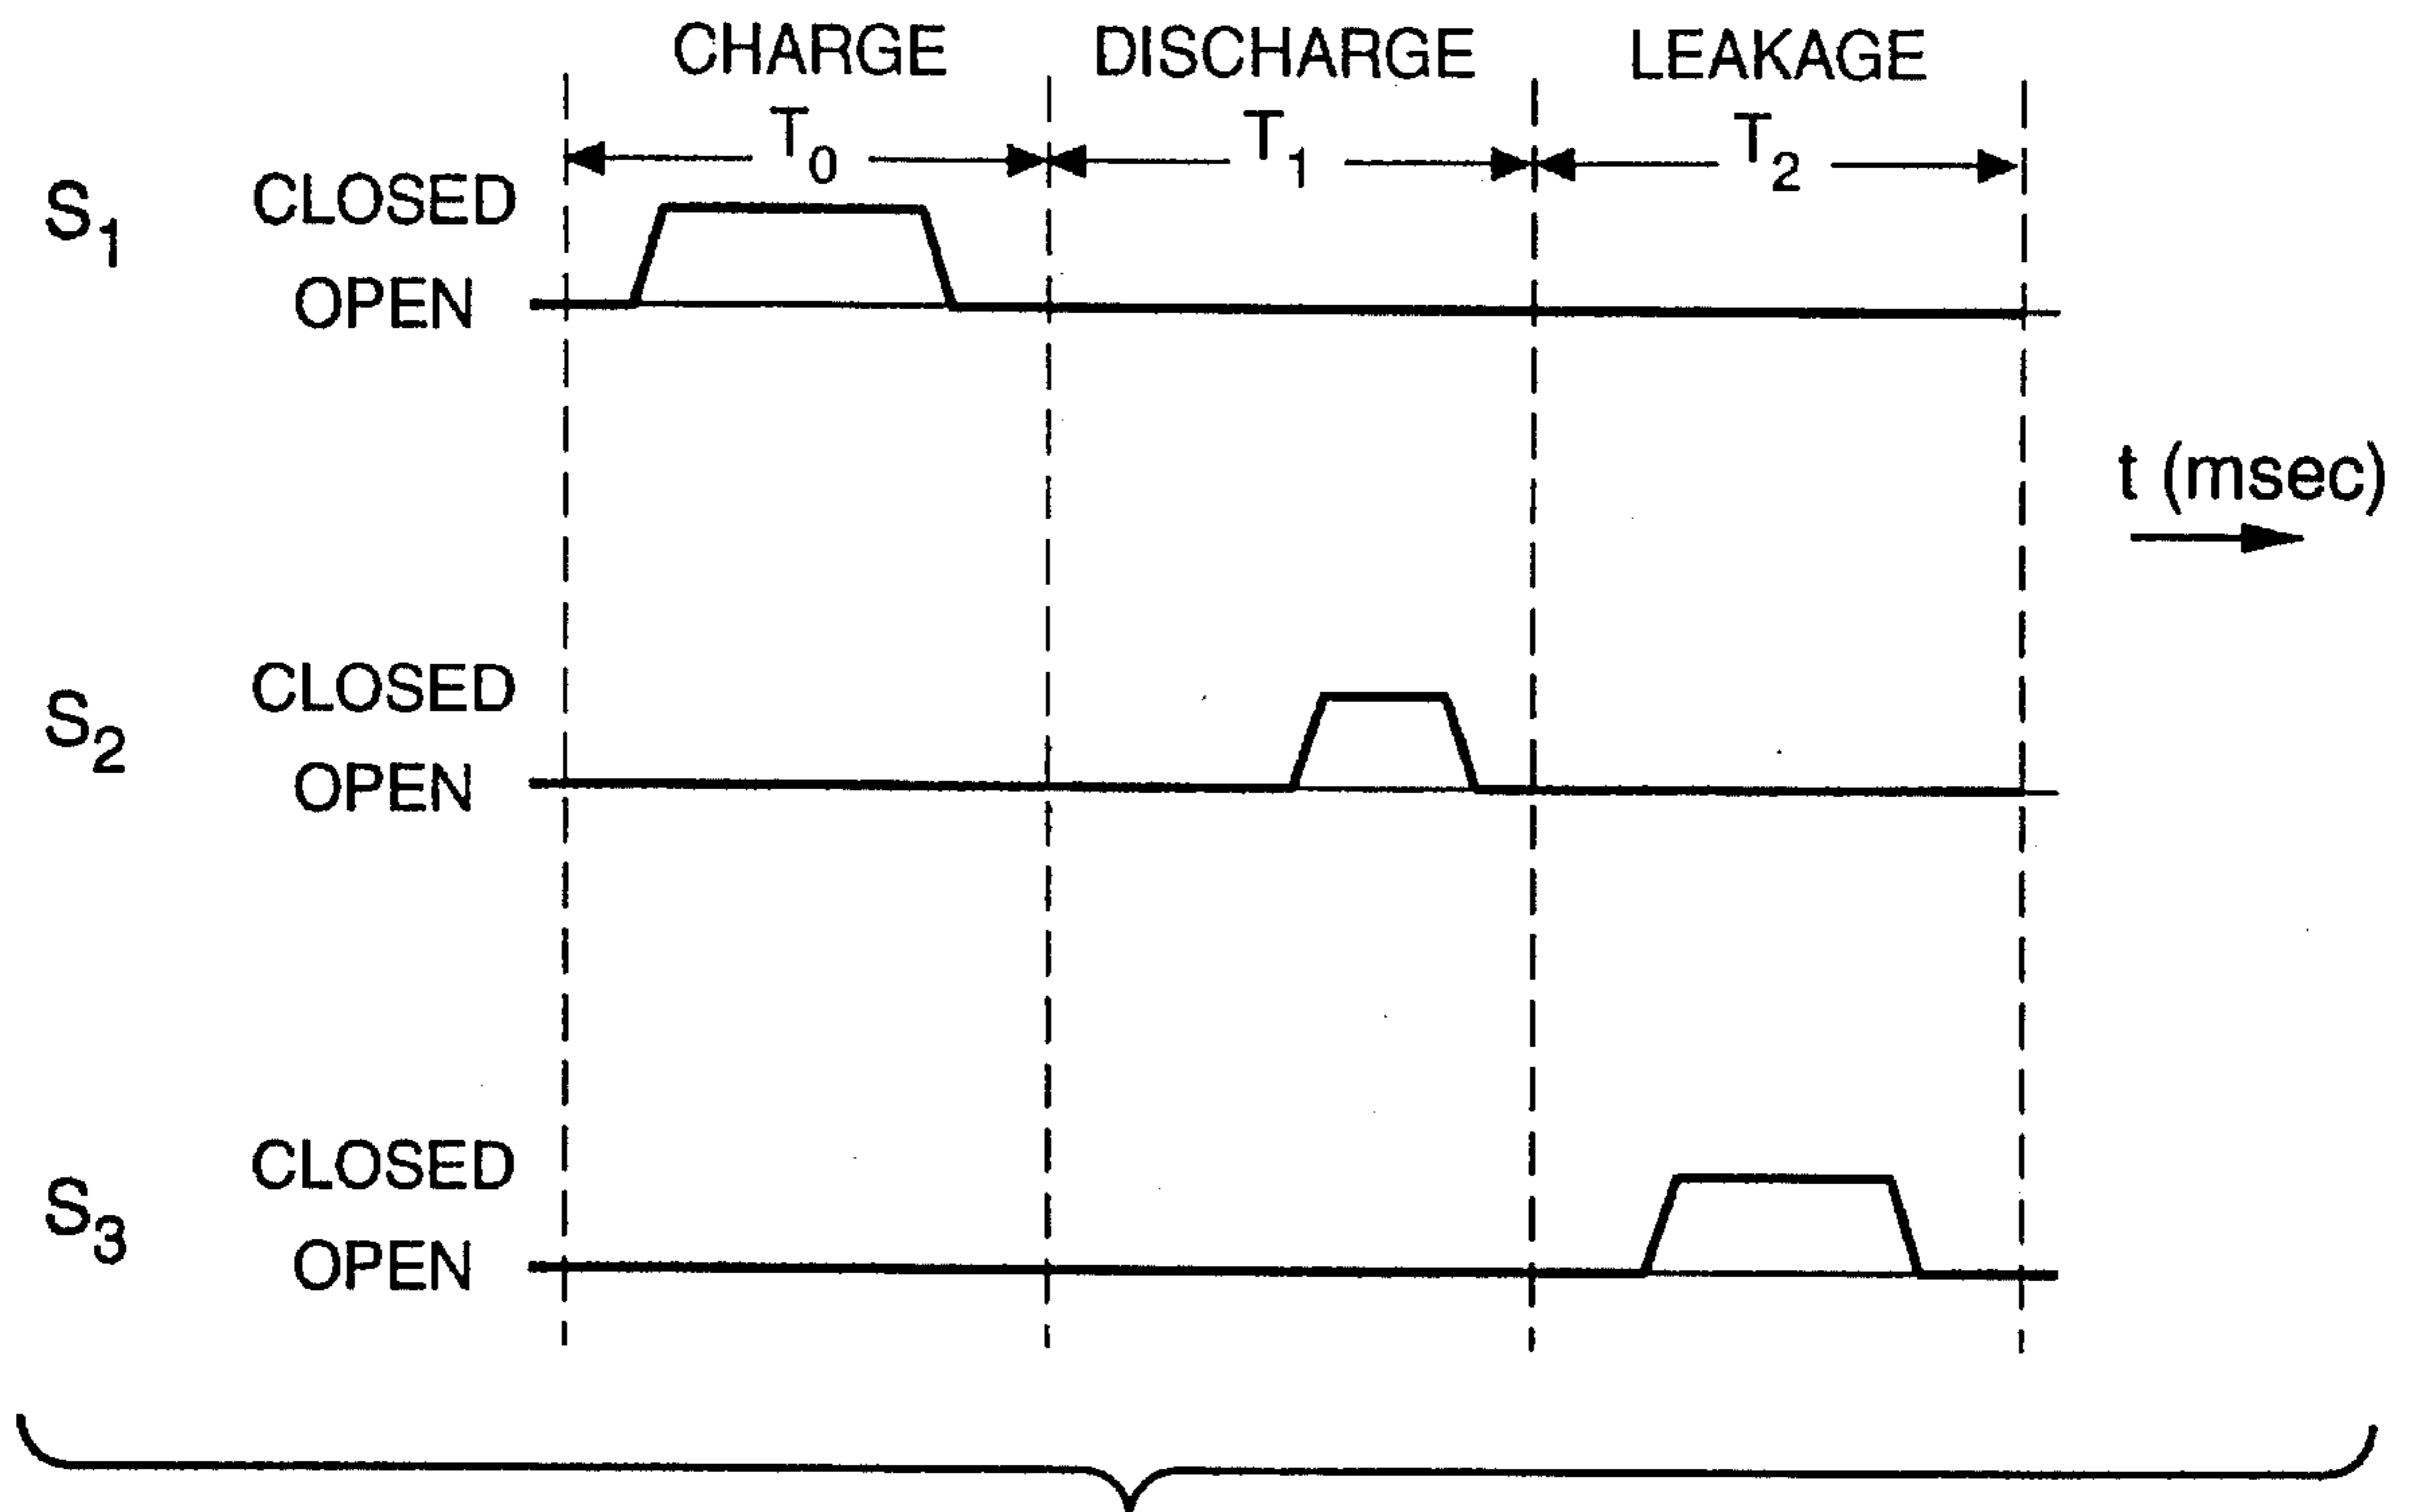 CHARGE DISCHARGE LEAKAGE
T0 T1 T2
S1 CLOSED
OPEN
t (msec)
S2 CLOSED
OPEN
S3 CLOSED
OPEN